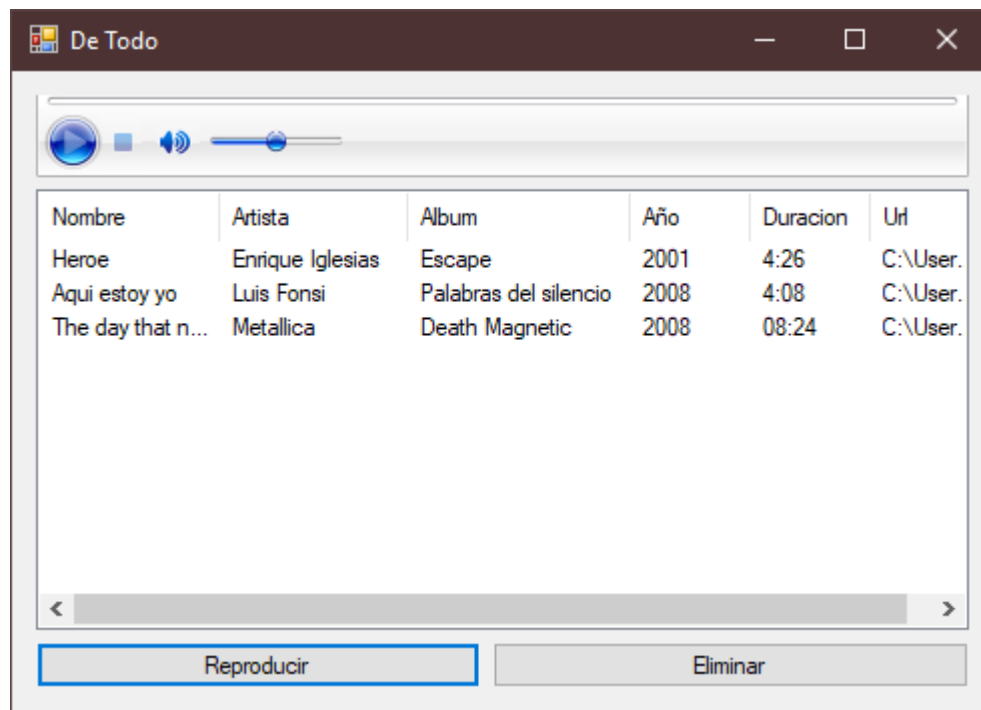 De Todo
Nombre Artista Album Año Duracion Url
Heroe Enrique Iglesias Escape 2001 4:26 C:\User.
Aqui estoy yo Luis Fonsi Palabras del silencio 2008 4:08 C:\User.
The day that n... Metallica Death Magnetic 2008 08:24 C:\User.
Reproducir Eliminar